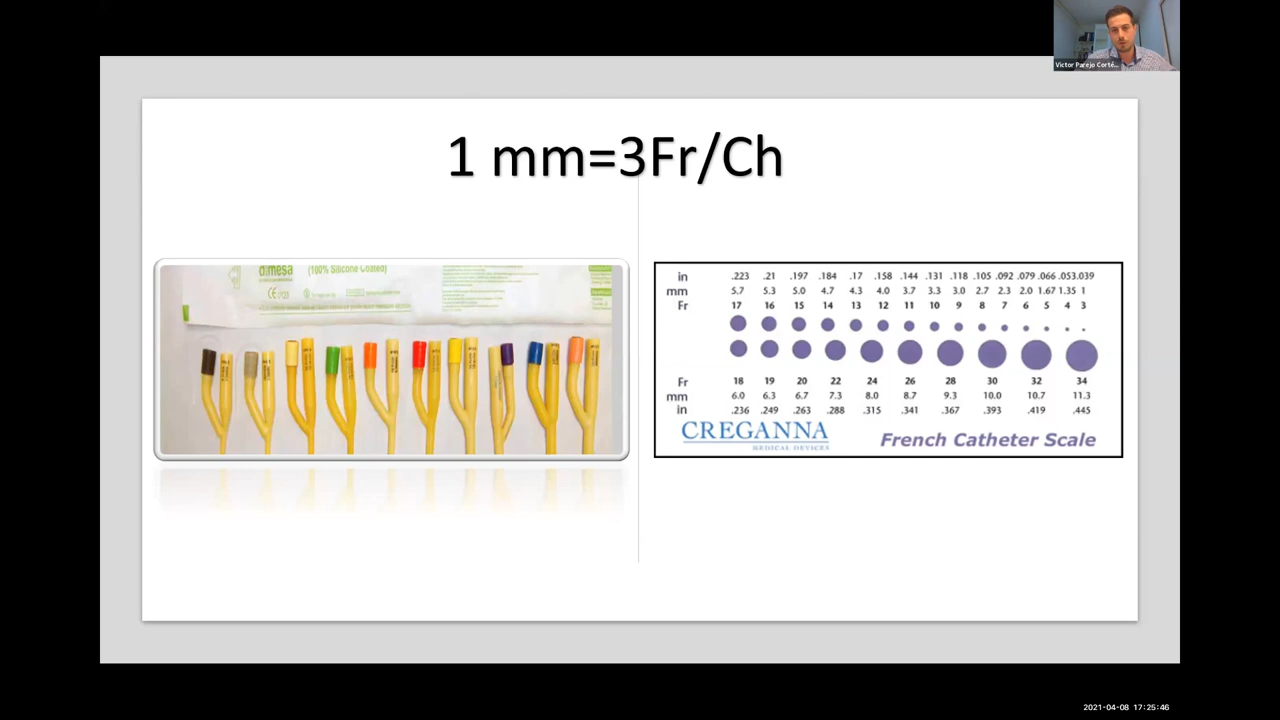 Victor Parejo Corté...
1 mm=3Fr/Ch
dimesa (100% Silicone Coated)
in .223 .21 .197 .184 .17 .158 .144 .131 .118 .105 .092 .079 .066 .053 .039
mm 5.7 5.3 5.0 4.7 4.3 4.0 3.7 3.3 3.0 2.7 2.3 2.0 1.67 1.35 1
Fr 17 16 15 14 13 12 11 10 9 8 7 6 5 4 3
Fr 18 19 20 22 24 26 28 30 32 34
mm 6.0 6.3 6.7 7.3 8.0 8.7 9.3 10.0 10.7 11.3
in .236 .249 .263 .288 .315 .341 .367 .393 .419 .445
CREGANNA
MEDICAL DEVICES
French Catheter Scale
2021-04-08 17:25:46